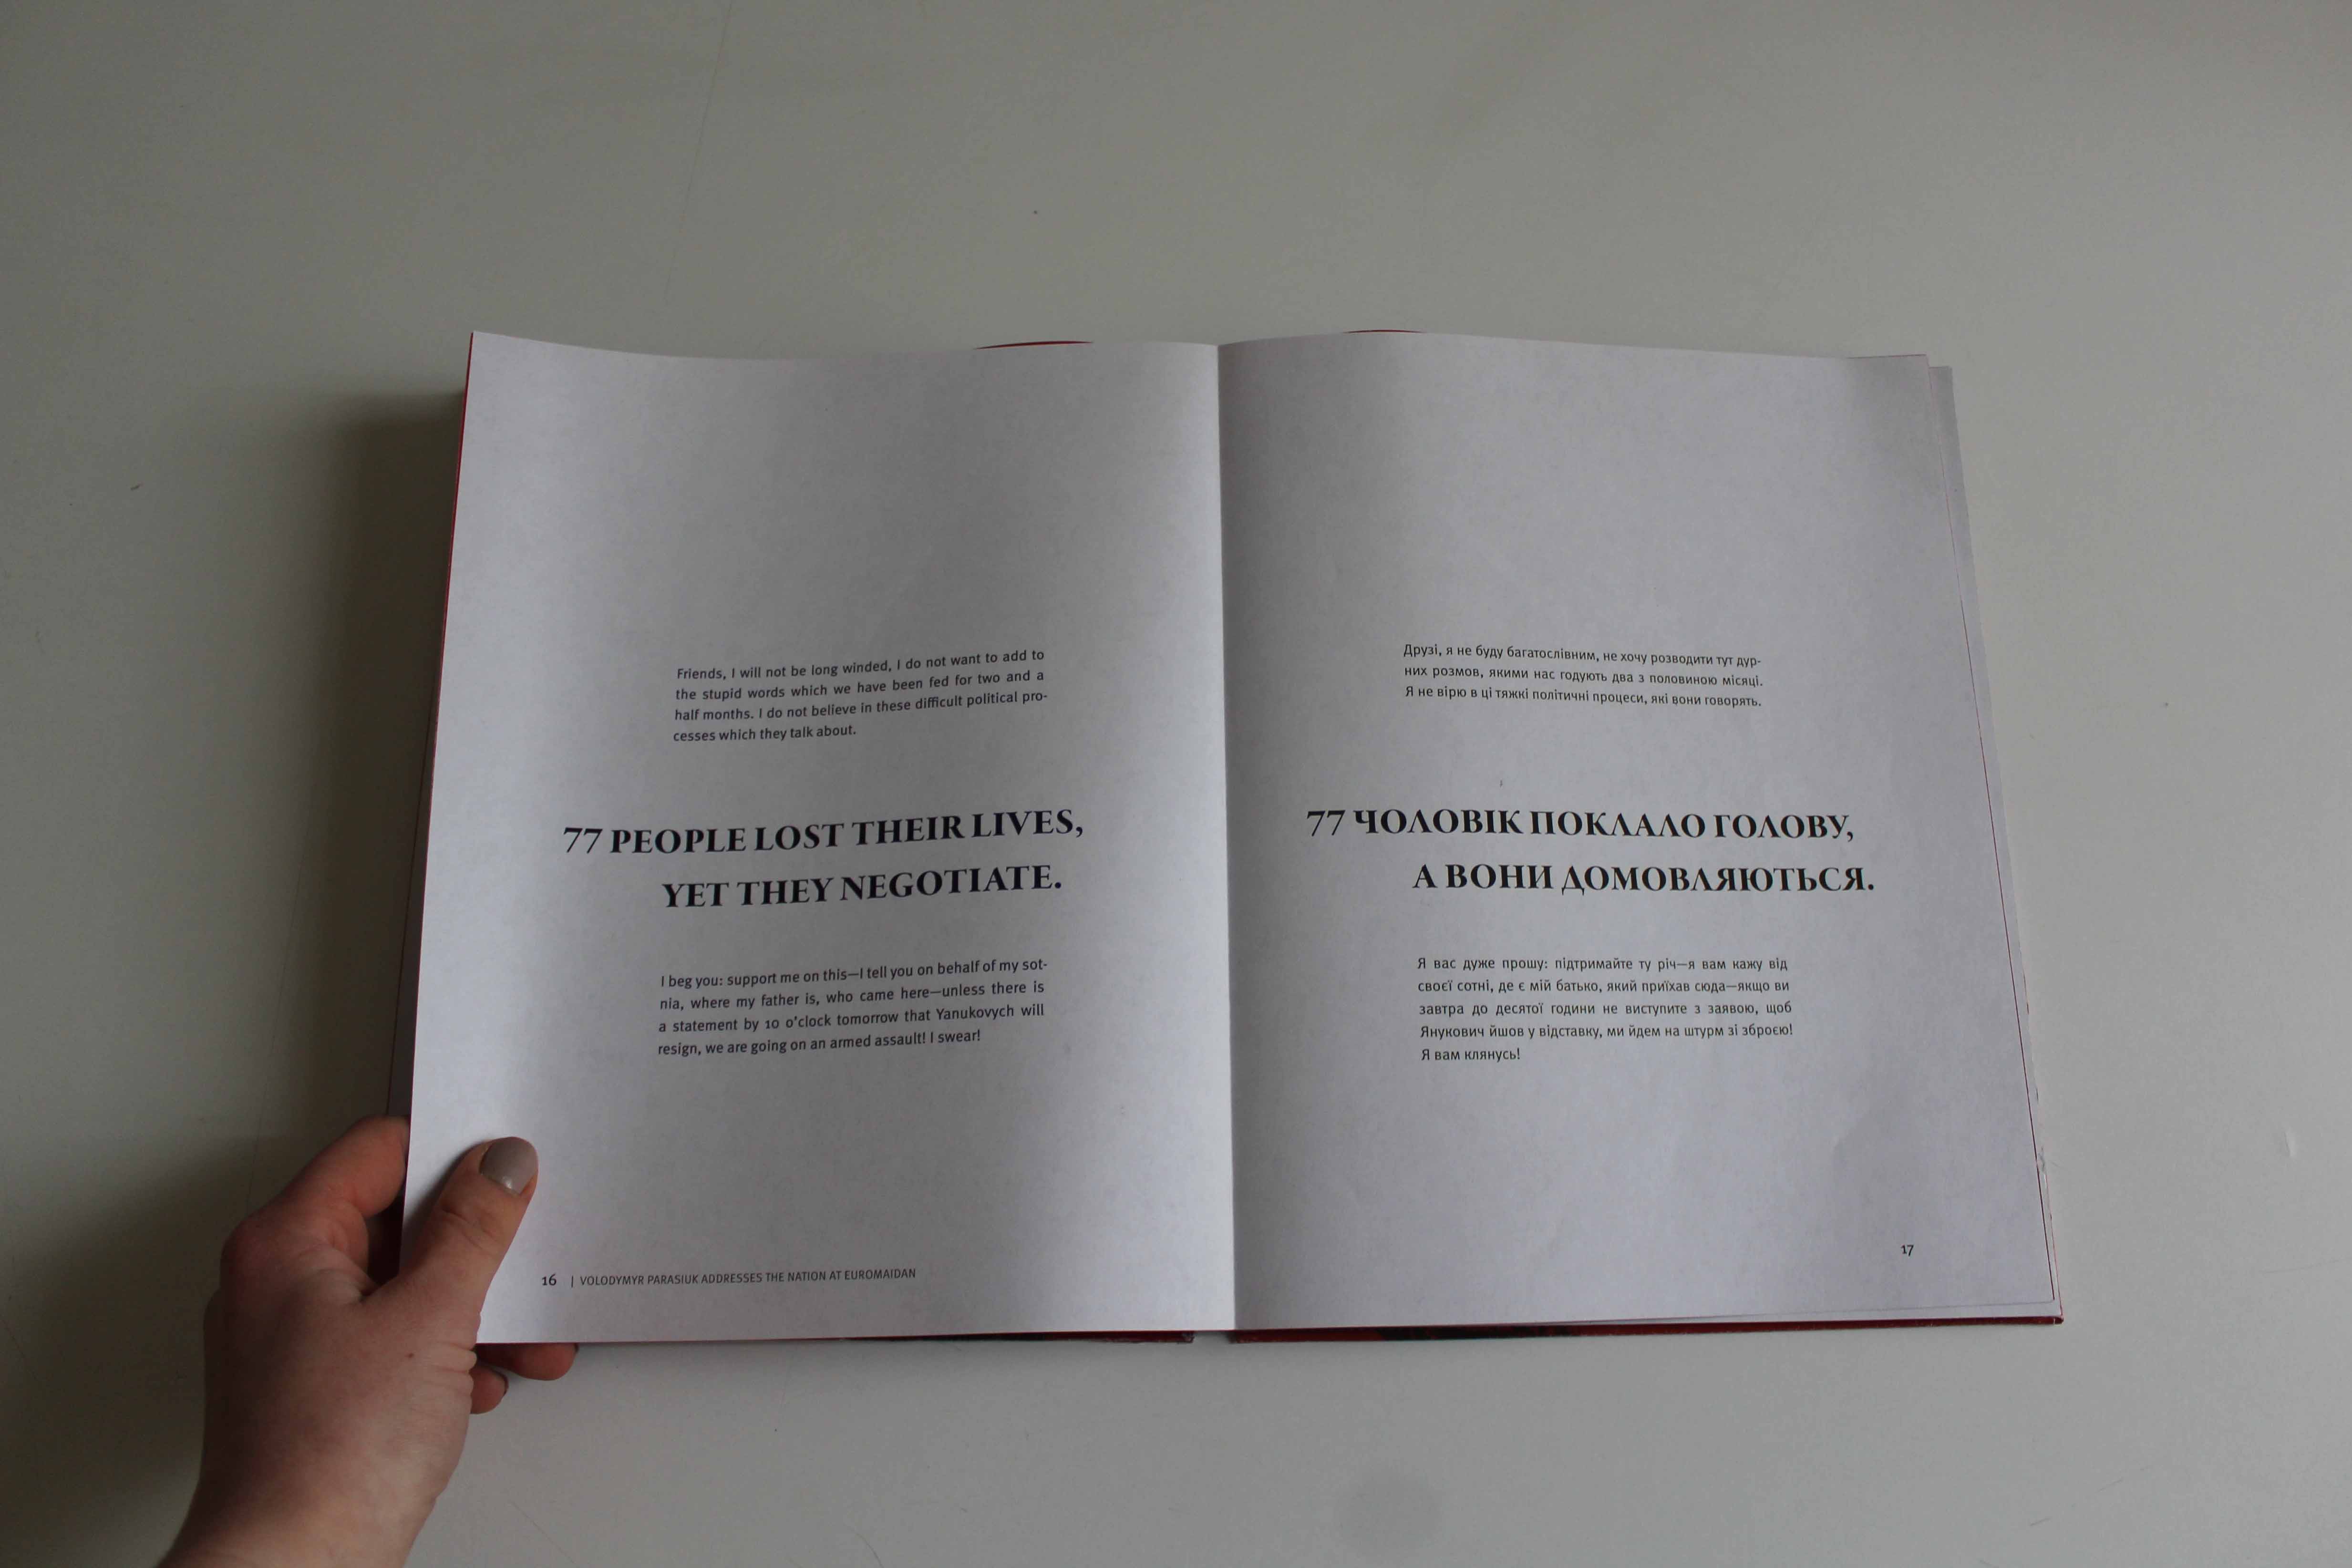 Friends, I will not be long winded, I do not want to add to
the stupid words which we have been fed for two and a
half months. I do not believe in these difficult political pro-
cesses which they talk about.
77 PEOPLE LOST THEIR LIVES,
YET THEY NEGOTIATE.
I beg you: support me on this—I tell you on behalf of my sot-
nia, where my father is, who came here—unless there is
a statement by 10 o'clock tomorrow that Yanukovych will
resign, we are going on an armed assault! I swear!
16 | VOLODYMYR PARASIUK ADDRESSES THE NATION AT EUROMAIDAN
Друзі, я не буду багатослівним, не хочу розводити тут дур-
них розмов, якими нас годують два з половиною місяці.
Я не вірю в ці тяжкі політичні процеси, які вони говорять.
77 ЧОЛОВІК ПОКЛАЛО ГОЛОВУ,
А ВОНИ ДОМОВЛЯЮТЬСЯ.
Я вас дуже прошу: підтримайте ту річ—я вам кажу від
своєї сотні, де є мій батько, який приїхав сюда—якщо ви
завтра до десятої години не виступите з заявою, щоб
Янукович йшов у відставку, ми йдем на штурм зі зброєю!
Я вам клянусь!
17